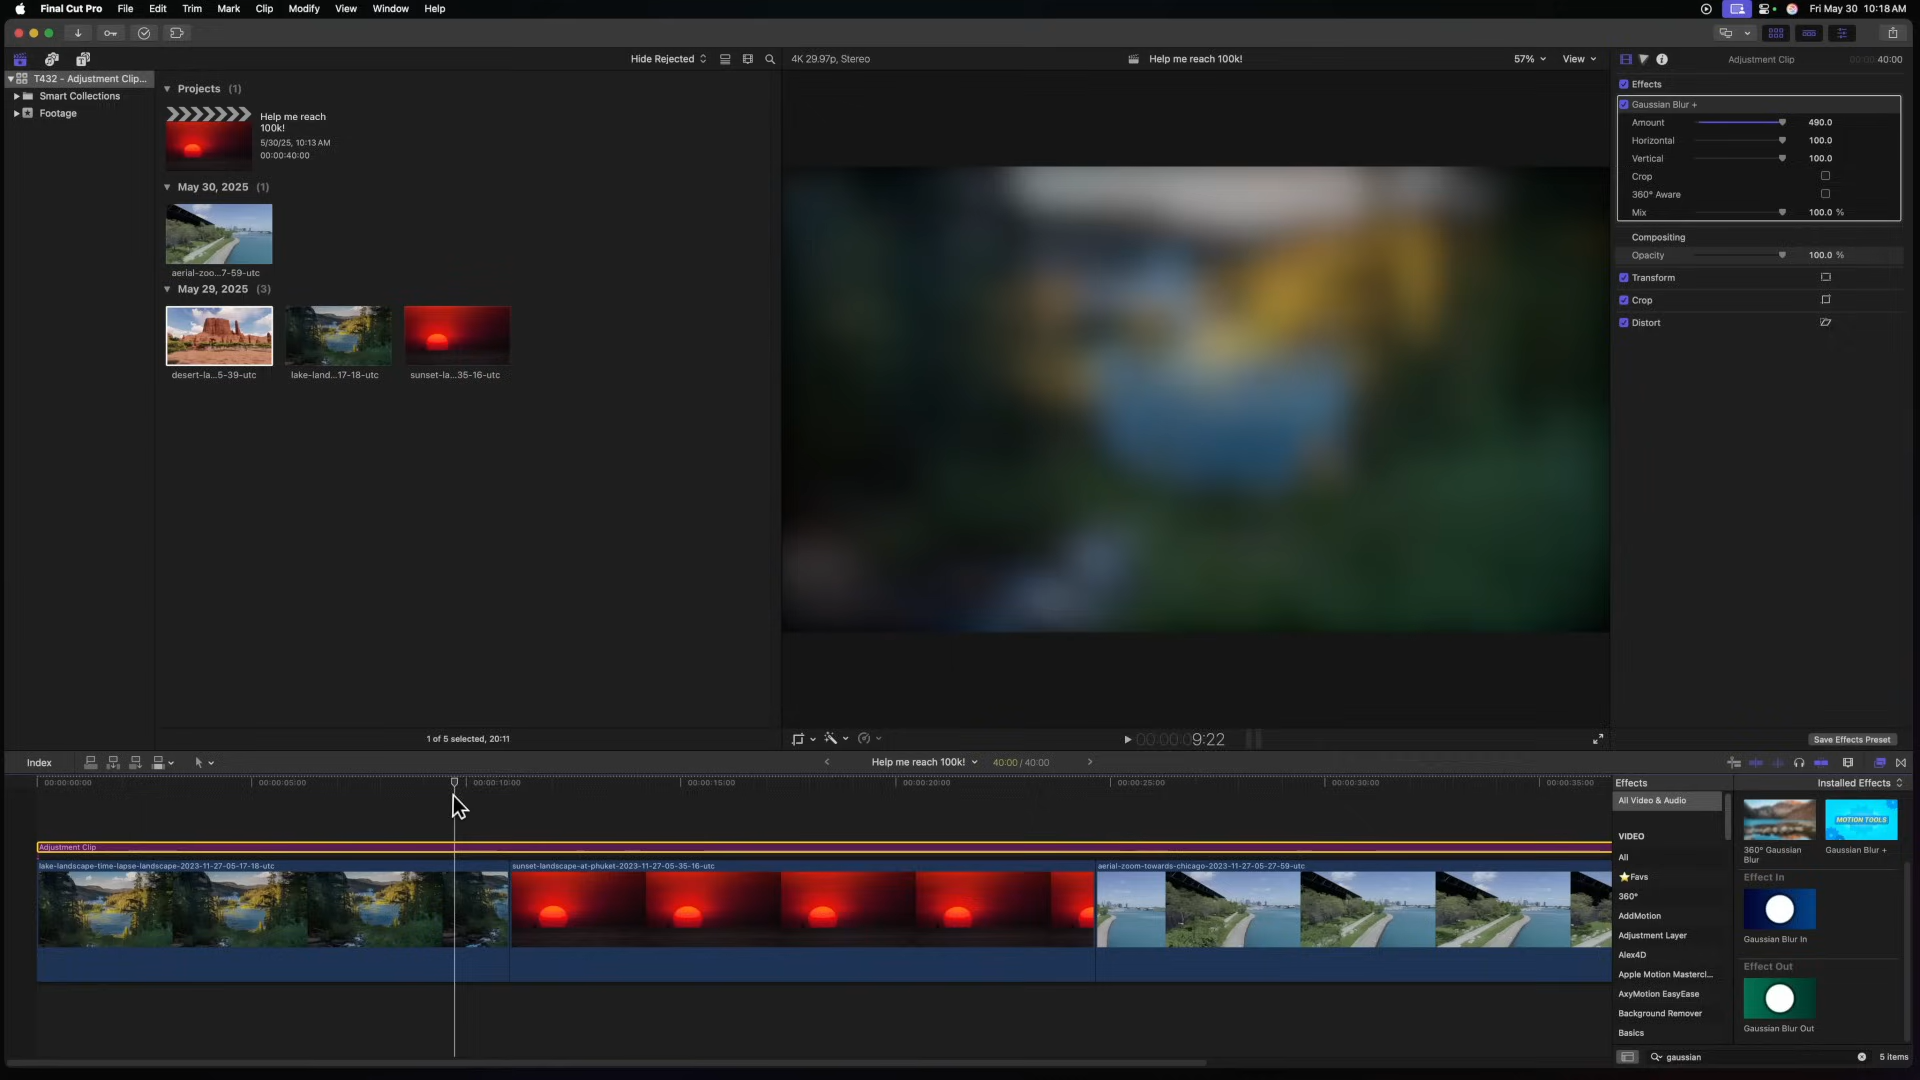 Final Cut Pro File Edit Trim Mark Clip Modify View Window Help Fri May 30 10:18 AM
Hide Rejected 4K 29.97p, Stereo Help me reach 100k! 57% View Adjustment Clip 00:00:40:00
T432 - Adjustment Clip...
Smart Collections
Footage
Projects (1)
Help me reach
100k!
5/30/25, 10:13 AM
00:00:40:00
May 30, 2025 (1)
aerial-zoo...7-59-utc
May 29, 2025 (3)
desert-la...5-39-utc lake-land...17-18-utc sunset-la...35-16-utc
1 of 5 selected, 20:11
00:00:00:09:22
Effects
Gaussian Blur +
Amount 490.0
Horizontal 100.0
Vertical 100.0
Crop
360° Aware
Mix 100.0 %
Compositing
Opacity 100.0 %
Transform
Crop
Distort
Save Effects Preset
Index Help me reach 100k! 40:00 / 40:00
00:00:00:00 00:00:05:00 00:00:10:00 00:00:15:00 00:00:20:00 00:00:25:00 00:00:30:00 00:00:35:00
Adjustment Clip
lake-landscape-time-lapse-landscape-2023-11-27-05-17-18-utc sunset-landscape-at-phuket-2023-11-27-05-35-16-utc aerial-zoom-towards-chicago-2023-11-27-05-27-59-utc
Effects Installed Effects
All Video & Audio
VIDEO
All
⭐Favs
360°
AddMotion
Adjustment Layer
Alex4D
Apple Motion Mastercl...
AxyMotion EasyEase
Background Remover
Basics
MOTION TOOLS
360° Gaussian
Blur
Gaussian Blur +
Effect In
Gaussian Blur In
Effect Out
Gaussian Blur Out
gaussian 5 items